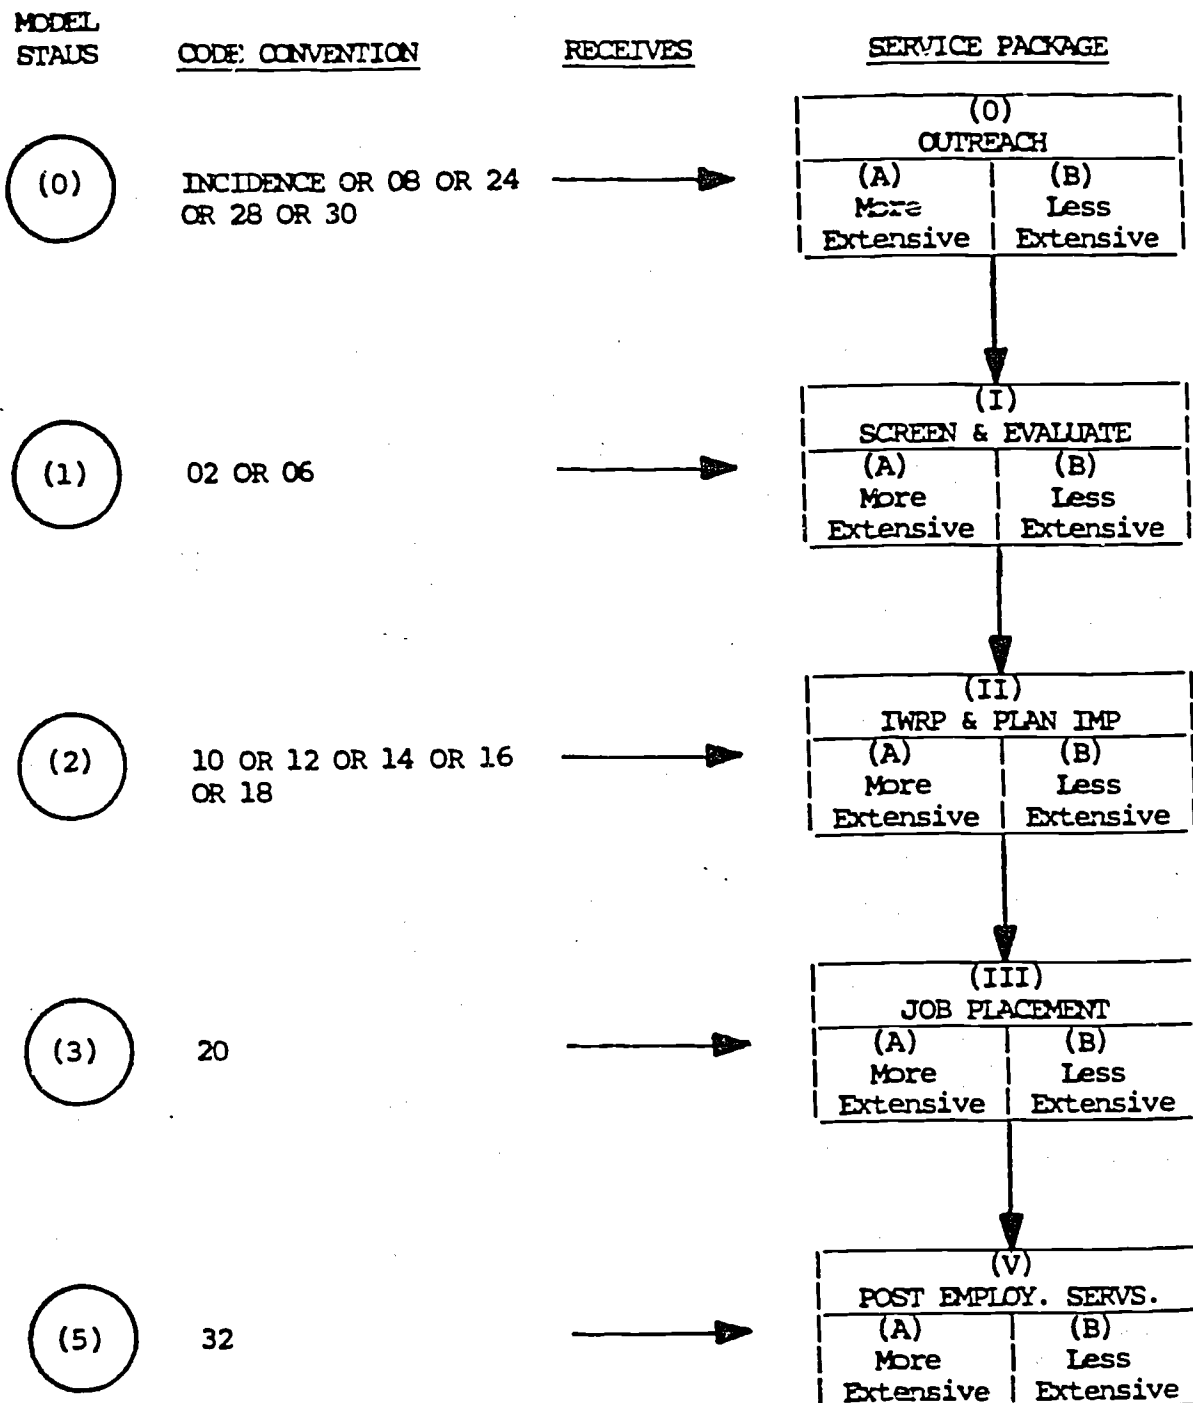 MODEL
STAUS
CODE CONVENTION
RECEIVES
SERVICE PACKAGE
(0)
INCIDENCE OR 08 OR 24
OR 28 OR 30
(0)
OUTREACH
(A) (B)
More Less
Extensive Extensive
(1)
02 OR 06
(I)
SCREEN & EVALUATE
(A) (B)
More Less
Extensive Extensive
(2)
10 OR 12 OR 14 OR 16
OR 18
(II)
IWRP & PLAN IMP
(A) (B)
More Less
Extensive Extensive
(3)
20
(III)
JOB PLACEMENT
(A) (B)
More Less
Extensive Extensive
(5)
32
(V)
POST EMPLOY. SERVS.
(A) (B)
More Less
Extensive Extensive